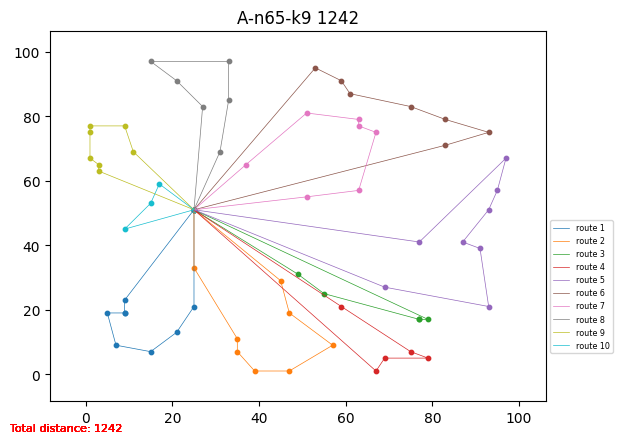 A-n65-k9 1242
100
80
60
40
20
0
0 20 40 60 80 100
route 1
route 2
route 3
route 4
route 5
route 6
route 7
route 8
route 9
route 10
Total distance: 1242